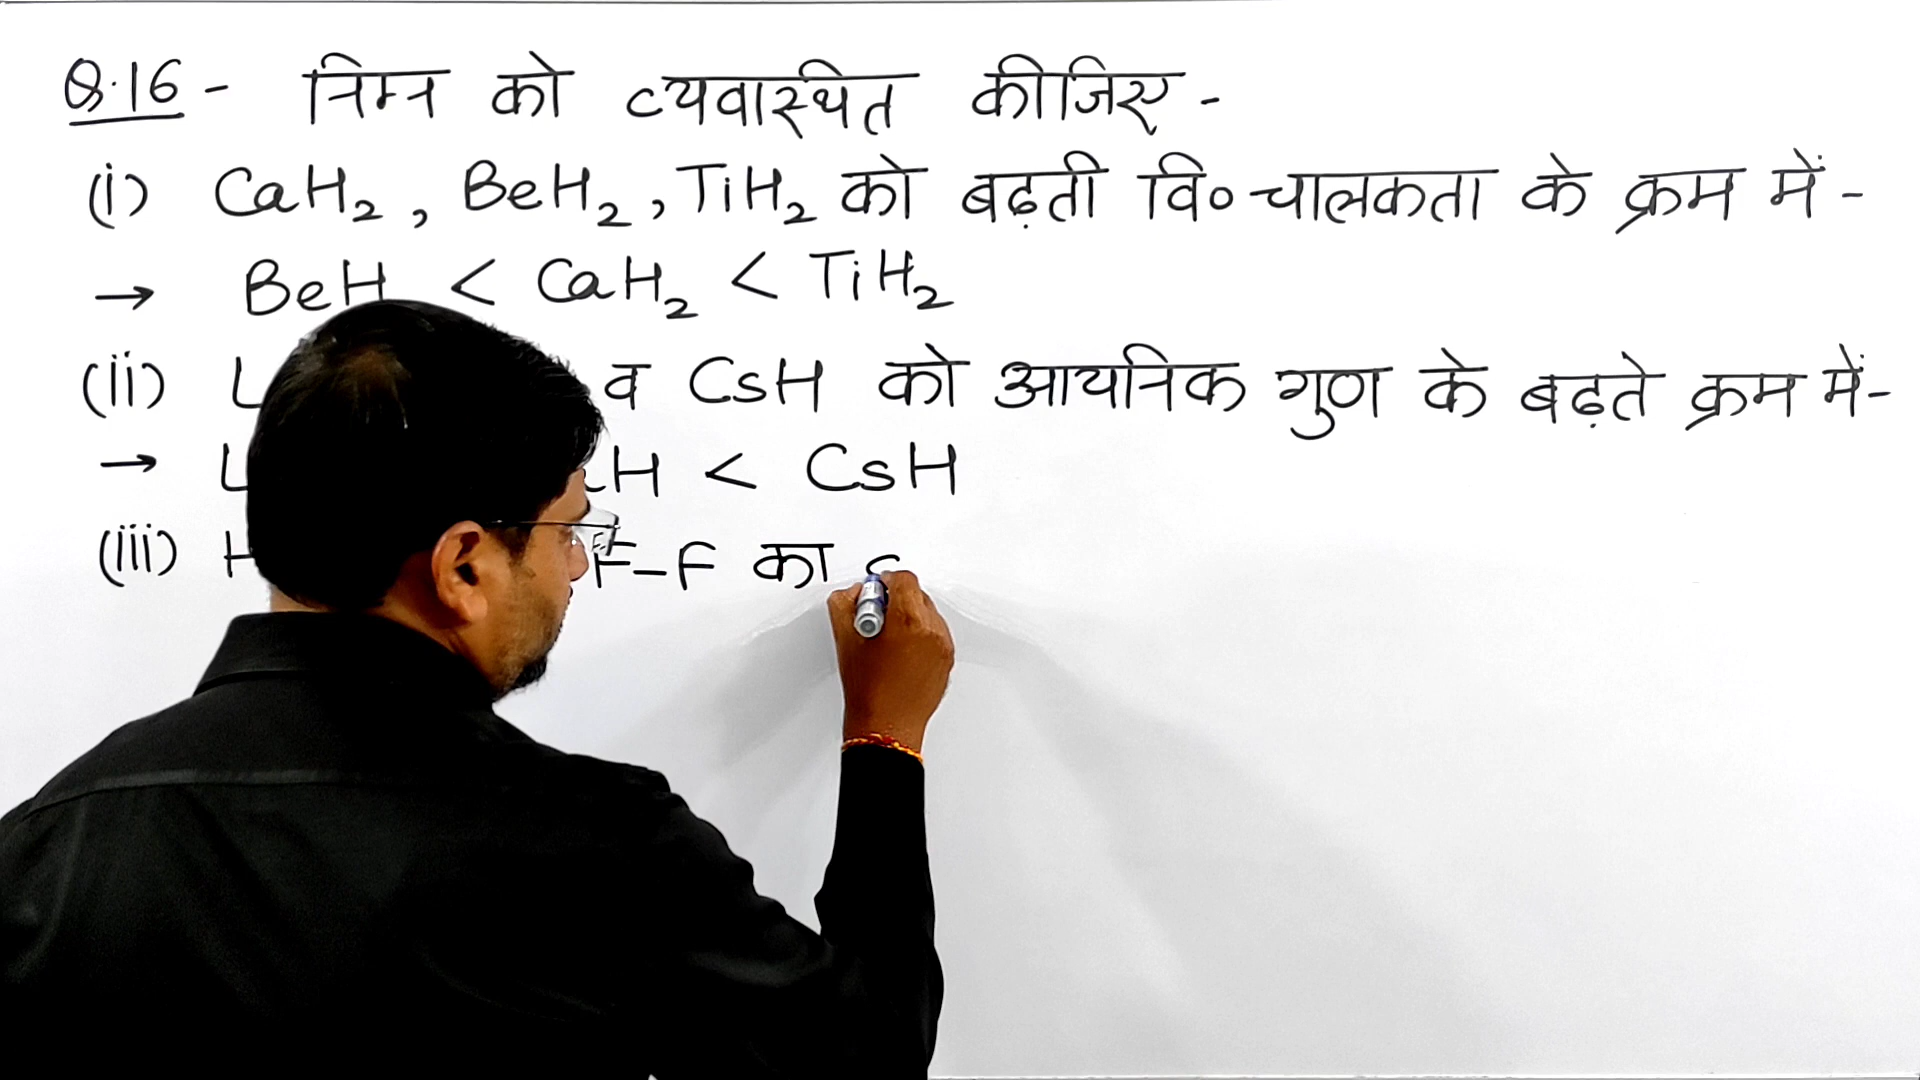 Q.16 - निम्न को व्यवस्थित कीजिए -
(i) CaH₂, BeH₂, TiH₂ को बढ़ती वि० चालकता के क्रम में -
→ BeH < CaH₂ < TiH₂
(ii) L व CsH को आयनिक गुण के बढ़ते क्रम में -
→ L H < CsH
(iii) H F-F का